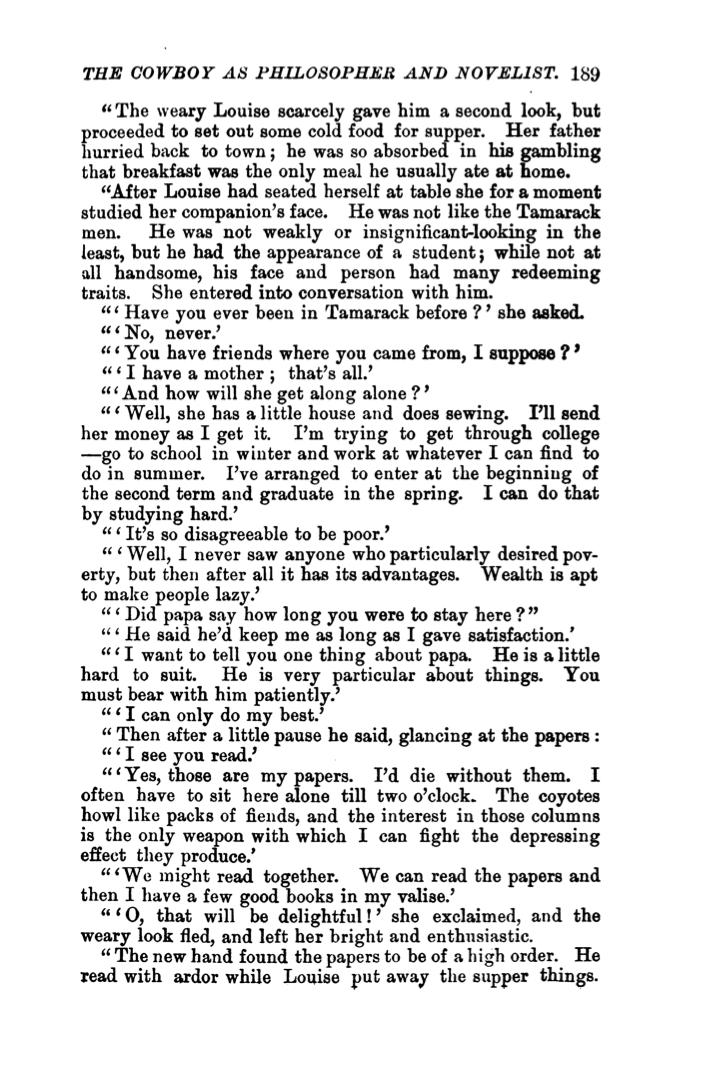 THE COWBOY AS PHILOSOPHER AND NOVELIST. 189
“The weary Louise scarcely gave him a second look, but
proceeded to set out some cold food for supper. Her father
hurried back to town; he was so absorbed in his gambling
that breakfast was the only meal he usually ate at home.
“After Louise had seated herself at table she for a moment
studied her companion’s face. He was not like the Tamarack
men. He was not weakly or insignificant-looking in the
least, but he had the appearance of a student; while not at
all handsome, his face and person had many redeeming
traits. She entered into conversation with him.
“‘Have you ever been in Tamarack before?’ she asked.
“‘No, never.’
“‘You have friends where you came from, I suppose?’
“‘I have a mother; that’s all.’
“‘And how will she get along alone?’
“‘Well, she has a little house and does sewing. I’ll send
her money as I get it. I’m trying to get through college
—go to school in winter and work at whatever I can find to
do in summer. I’ve arranged to enter at the beginning of
the second term and graduate in the spring. I can do that
by studying hard.’
“‘It’s so disagreeable to be poor.’
“‘Well, I never saw anyone who particularly desired pov-
erty, but then after all it has its advantages. Wealth is apt
to make people lazy.’
“‘Did papa say how long you were to stay here?”
“‘He said he’d keep me as long as I gave satisfaction.’
“‘I want to tell you one thing about papa. He is a little
hard to suit. He is very particular about things. You
must bear with him patiently.’
“‘I can only do my best.’
“Then after a little pause he said, glancing at the papers:
“‘I see you read.’
“‘Yes, those are my papers. I’d die without them. I
often have to sit here alone till two o’clock. The coyotes
howl like packs of fiends, and the interest in those columns
is the only weapon with which I can fight the depressing
effect they produce.’
“‘We might read together. We can read the papers and
then I have a few good books in my valise.’
“‘O, that will be delightful!’ she exclaimed, and the
weary look fled, and left her bright and enthusiastic.
“The new hand found the papers to be of a high order. He
read with ardor while Louise put away the supper things.